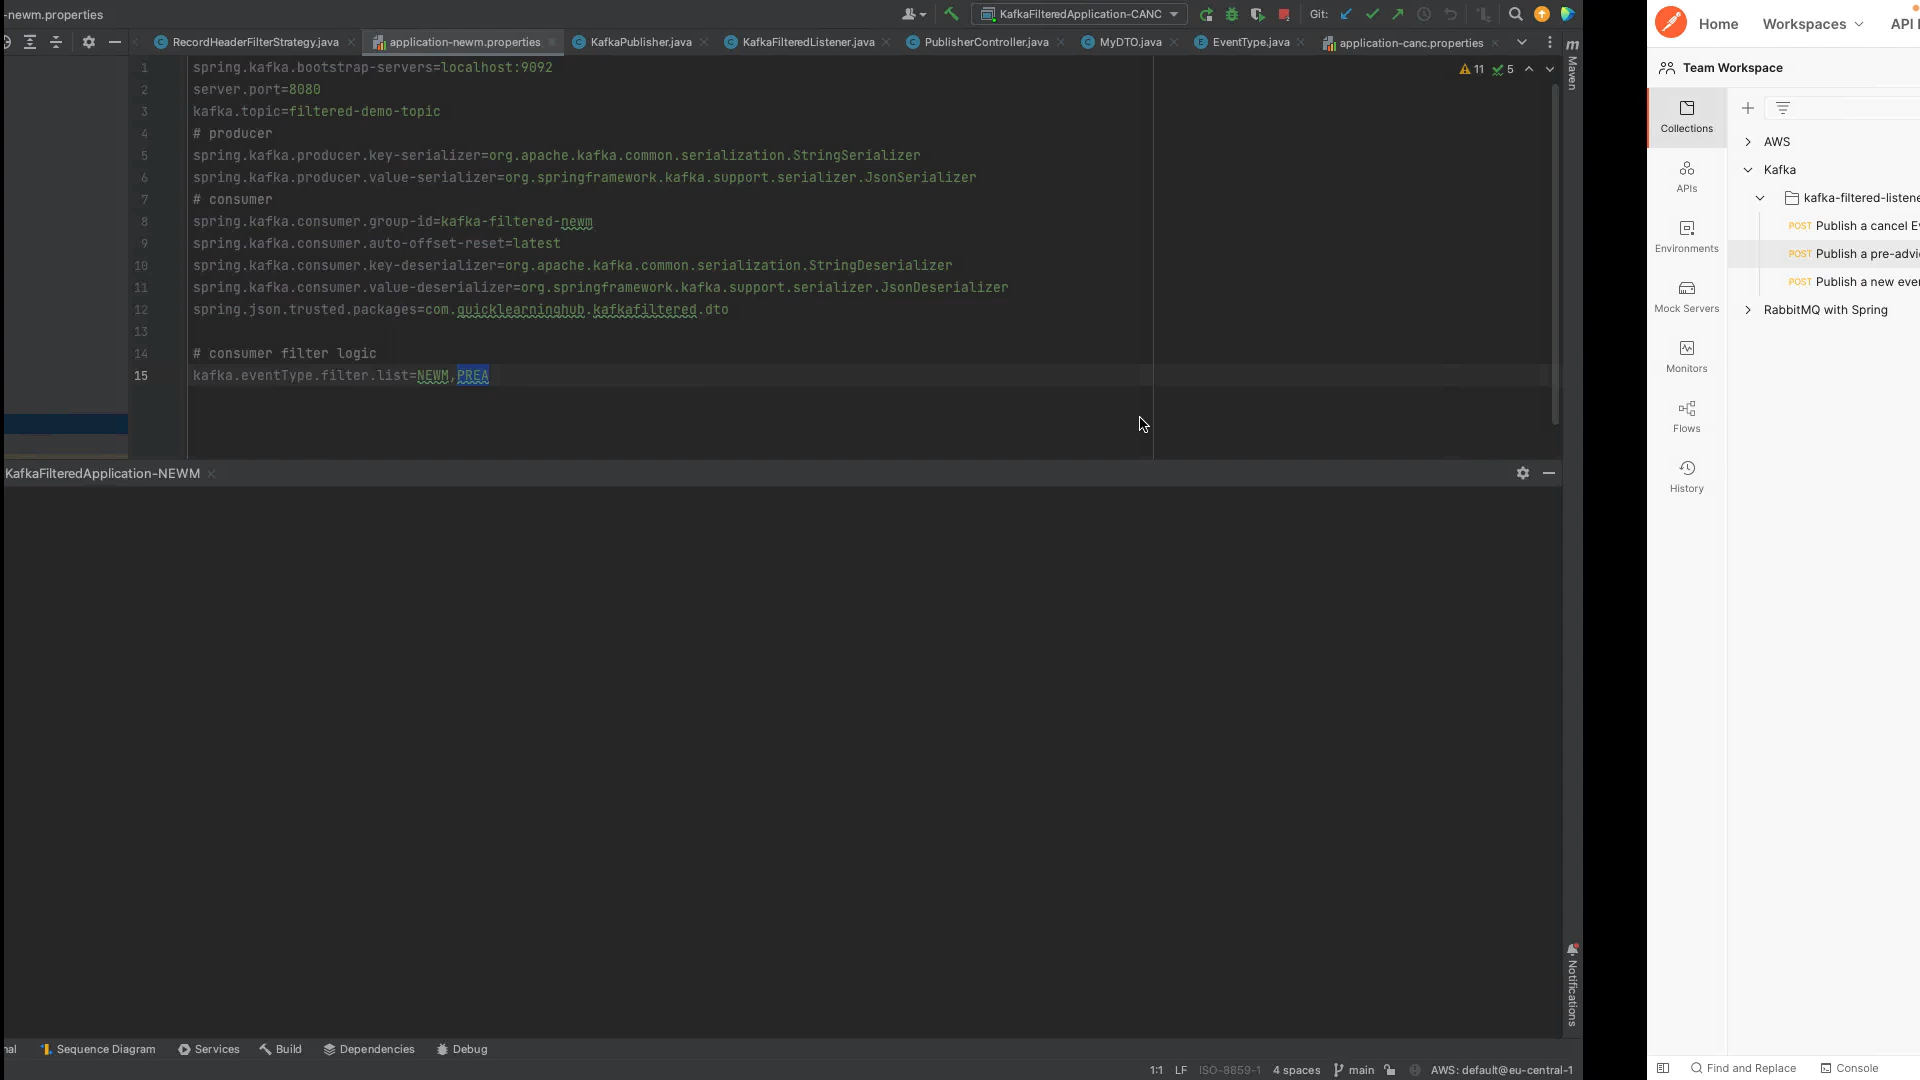 -newm.properties
KafkaFilteredApplication-CANC
Git:
RecordHeaderFilterStrategy.java
application-newm.properties
KafkaPublisher.java
KafkaFilteredListener.java
PublisherController.java
MyDTO.java
EventType.java
application-canc.properties
11
5
Maven
1 spring.kafka.bootstrap-servers=localhost:9092
2 server.port=8080
3 kafka.topic=filtered-demo-topic
4 # producer
5 spring.kafka.producer.key-serializer=org.apache.kafka.common.serialization.StringSerializer
6 spring.kafka.producer.value-serializer=org.springframework.kafka.support.serializer.JsonSerializer
7 # consumer
8 spring.kafka.consumer.group-id=kafka-filtered-newm
9 spring.kafka.consumer.auto-offset-reset=latest
10 spring.kafka.consumer.key-deserializer=org.apache.kafka.common.serialization.StringDeserializer
11 spring.kafka.consumer.value-deserializer=org.springframework.kafka.support.serializer.JsonDeserializer
12 spring.json.trusted.packages=com.quicklearninghub.kafkafiltered.dto
13
14 # consumer filter logic
15 kafka.eventType.filter.list=NEWM,PREA
KafkaFilteredApplication-NEWM
Notifications
nal
Sequence Diagram
Services
Build
Dependencies
Debug
1:1
LF
ISO-8859-1
4 spaces
main
AWS: default@eu-central-1
Home
Workspaces
API
Team Workspace
Collections
APIs
Environments
Mock Servers
Monitors
Flows
History
AWS
Kafka
kafka-filtered-listene
POST Publish a cancel Ev
POST Publish a pre-advi
POST Publish a new ever
RabbitMQ with Spring
Find and Replace
Console